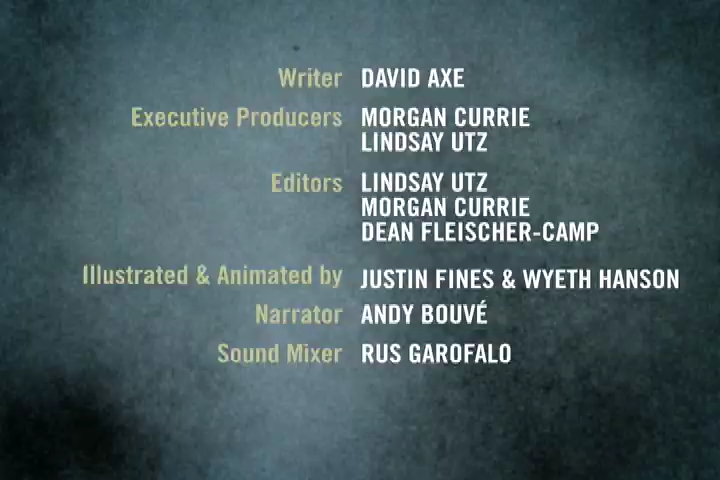 Writer DAVID AXE
Executive Producers MORGAN CURRIE
LINDSAY UTZ
Editors LINDSAY UTZ
MORGAN CURRIE
DEAN FLEISCHER-CAMP
Illustrated & Animated by JUSTIN FINES & WYETH HANSON
Narrator ANDY BOUVÉ
Sound Mixer RUS GAROFALO